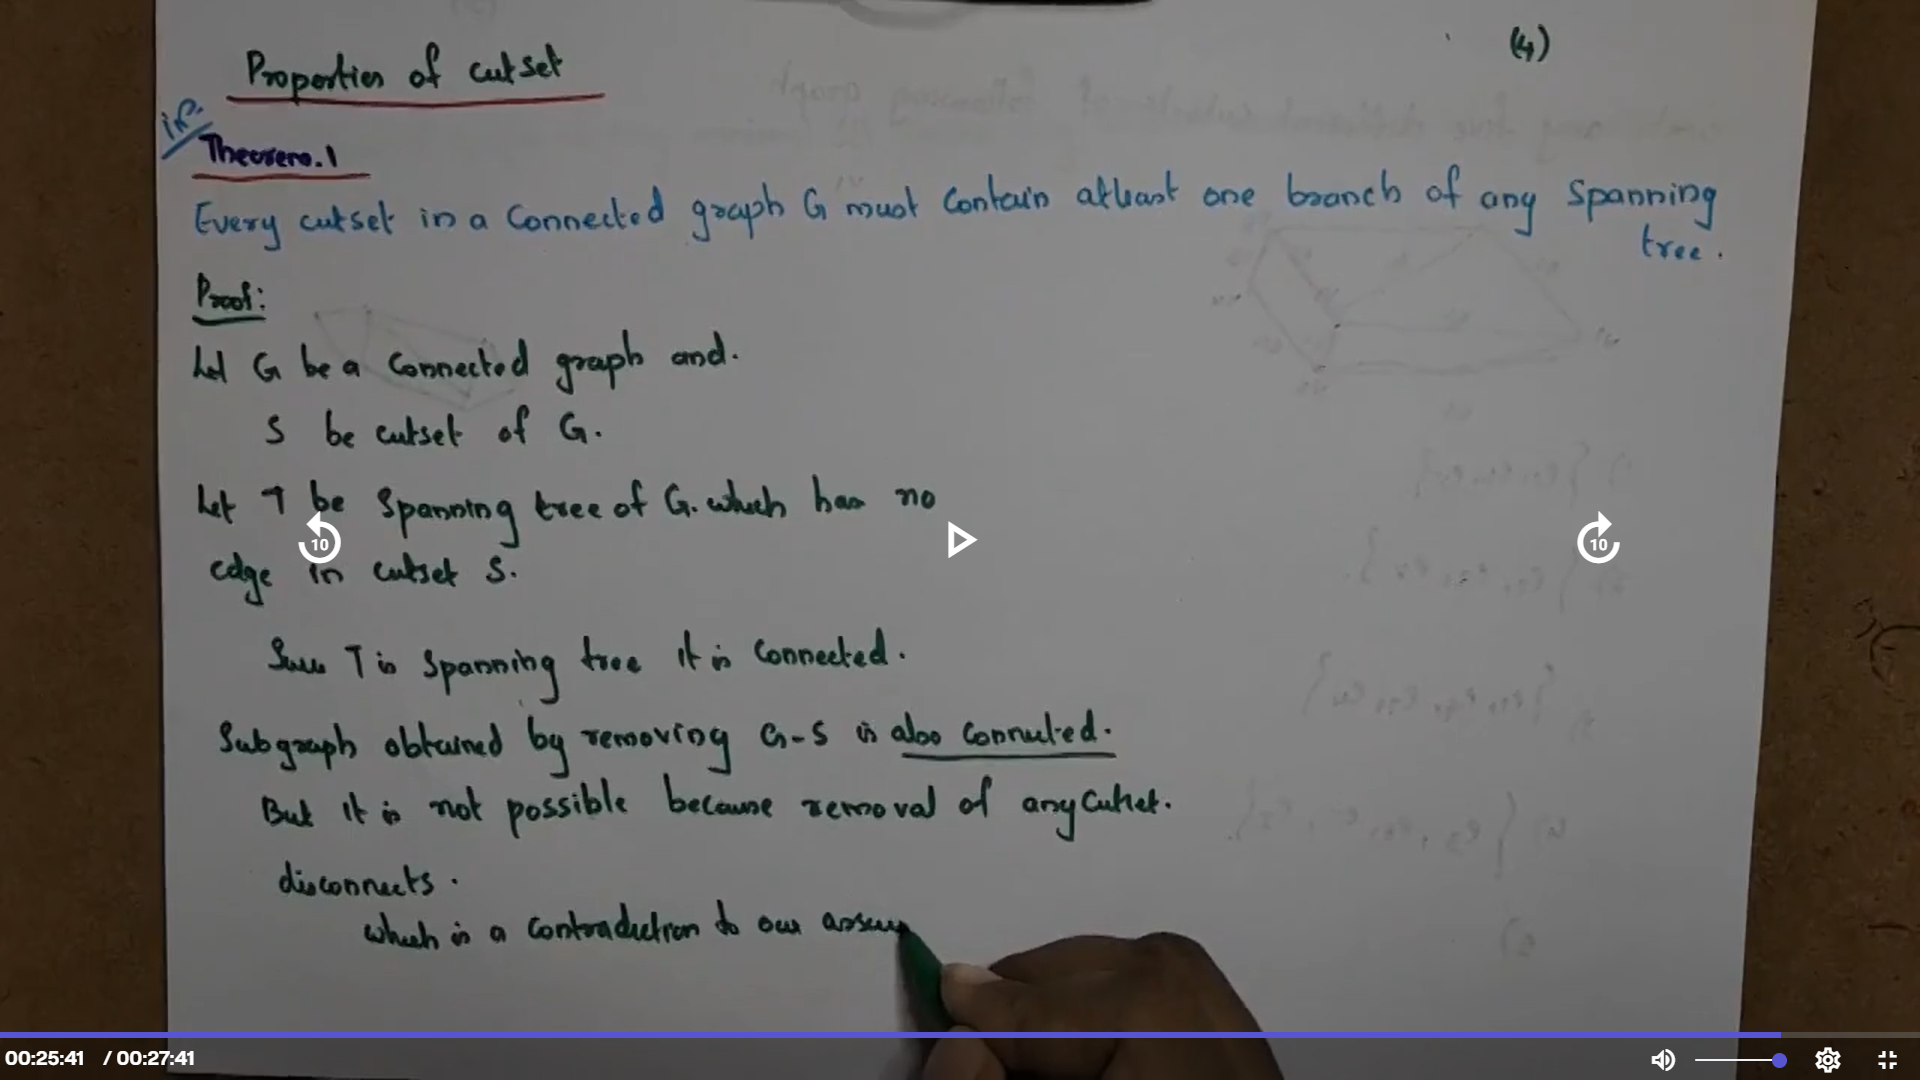 Properties of cutset
(4)
imp.
Theorem.1
Every cutset in a Connected graph G must Contain atleast one branch of any Spanning
tree.
Proof:
Let G be a Connected graph and.
S be cutset of G.
Let T be Spanning tree of G. which has no
edge in cutset S.
10
10
Since T is Spanning tree it is Connected.
Subgraph obtained by removing G-S is also connected.
But it is not possible because removal of any Cutset.
disconnects.
which is a contradiction to our assum
00:25:41 / 00:27:41